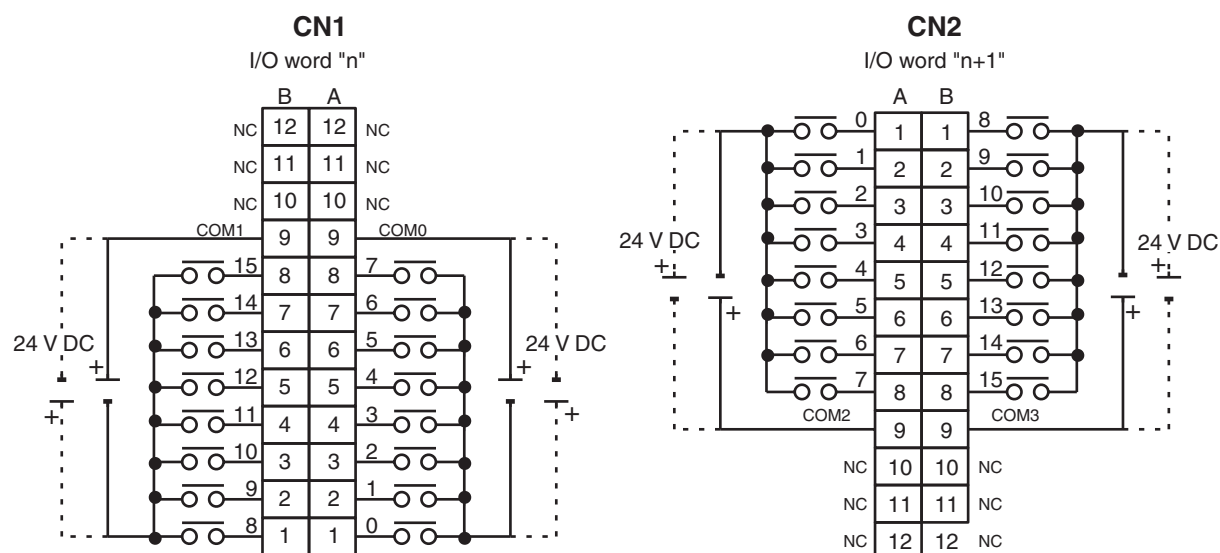 CN1
I/O word "n"
B A
NC 12 12 NC
NC 11 11 NC
NC 10 10 NC
COM1 9 9 COM0
15 8 8 7
14 7 7 6
13 6 6 5
24 V DC 24 V DC
+ +
12 5 5 4
+ +
11 4 4 3
10 3 3 2
9 2 2 1
8 1 1 0
CN2
I/O word "n+1"
A B
0 1 1 8
1 2 2 9
2 3 3 10
3 4 4 11
24 V DC 24 V DC
+ +
4 5 5 12
+ +
5 6 6 13
6 7 7 14
7 8 8 15
COM2 9 9 COM3
NC 10 10 NC
NC 11 11 NC
NC 12 12 NC